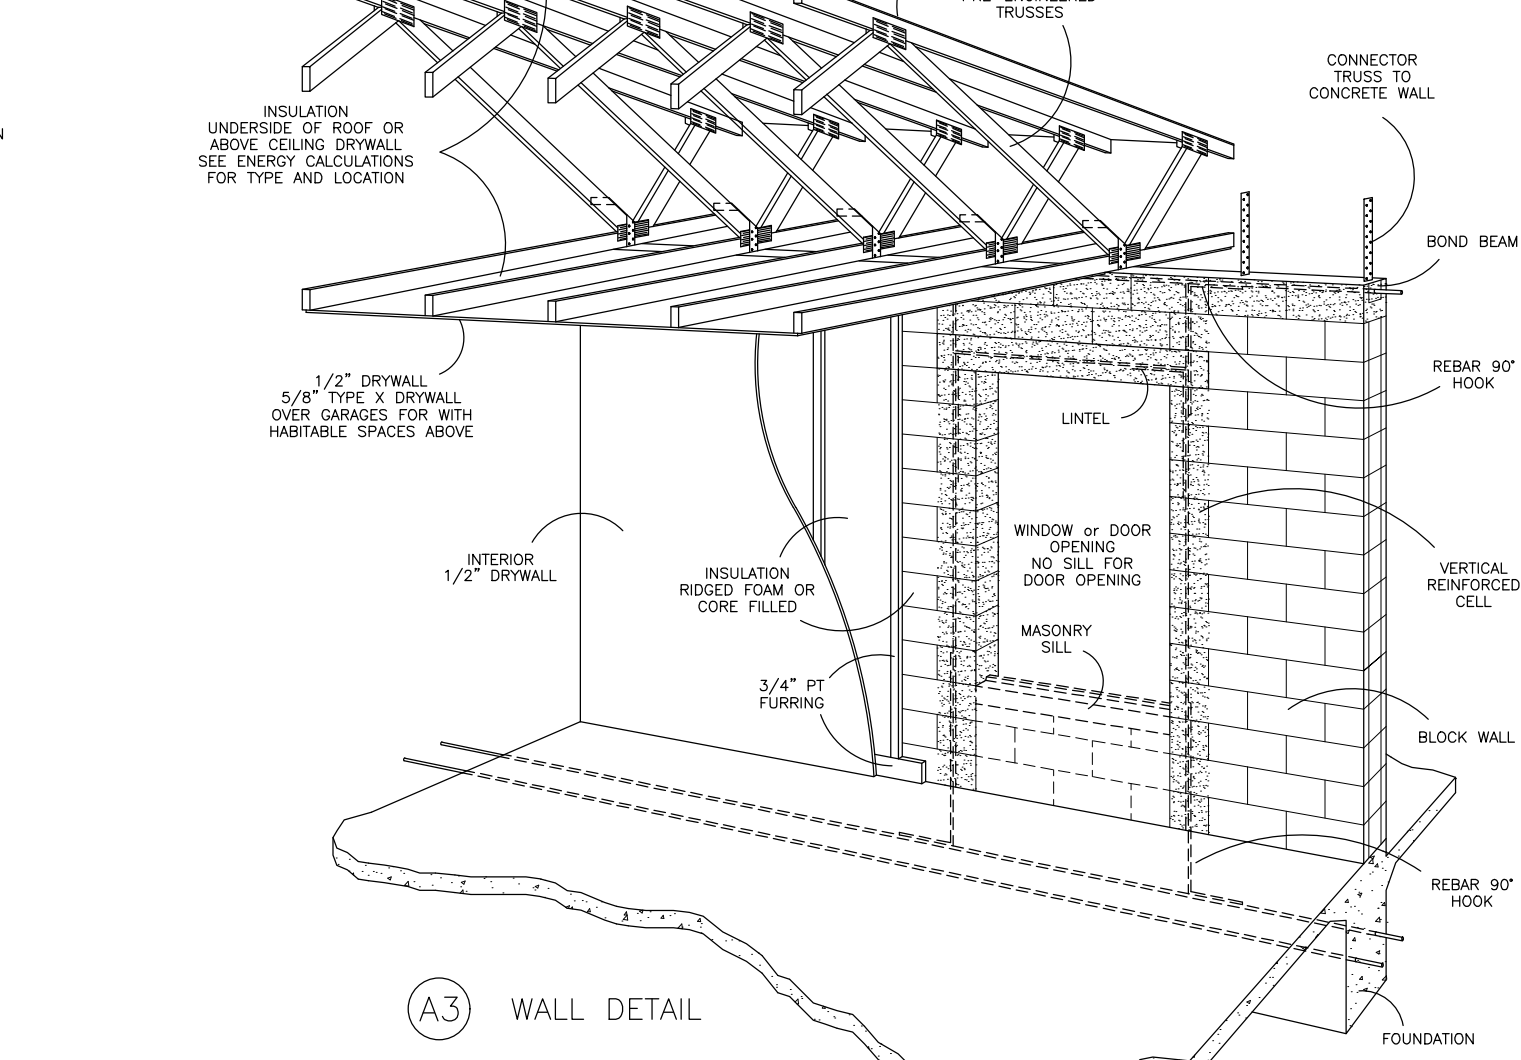 TRUSSES
CONNECTOR
TRUSS TO
CONCRETE WALL
INSULATION
UNDERSIDE OF ROOF OR
ABOVE CEILING DRYWALL
SEE ENERGY CALCULATIONS
FOR TYPE AND LOCATION
N
BOND BEAM
1/2” DRYWALL
5/8” TYPE X DRYWALL
OVER GARAGES FOR WITH
HABITABLE SPACES ABOVE
REBAR 90°
HOOK
LINTEL
WINDOW or DOOR
OPENING
NO SILL FOR
DOOR OPENING
INTERIOR
1/2” DRYWALL
INSULATION
RIDGED FOAM OR
CORE FILLED
VERTICAL
REINFORCED
CELL
MASONRY
SILL
3/4” PT
FURRING
BLOCK WALL
REBAR 90°
HOOK
A3 WALL DETAIL
FOUNDATION